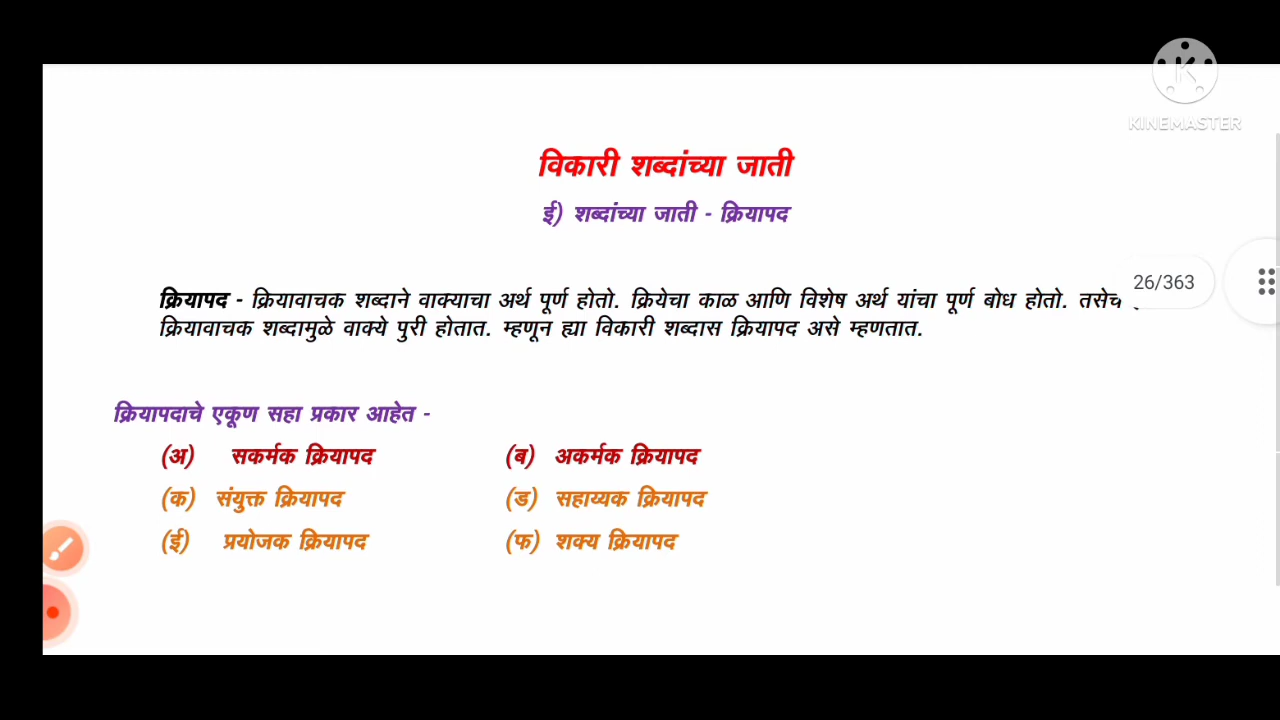 KINEMASTER
विकारी शब्दांच्या जाती
ई) शब्दांच्या जाती - क्रियापद
26/363
क्रियापद - क्रियावाचक शब्दाने वाक्याचा अर्थ पूर्ण होतो. क्रियेचा काळ आणि विशेष अर्थ यांचा पूर्ण बोध होतो. तसेच
क्रियावाचक शब्दामुळे वाक्ये पुरी होतात. म्हणून ह्या विकारी शब्दास क्रियापद असे म्हणतात.
क्रियापदाचे एकूण सहा प्रकार आहेत -
(अ) सकर्मक क्रियापद (ब) अकर्मक क्रियापद
(क) संयुक्त क्रियापद (ड) सहाय्यक क्रियापद
(ई) प्रयोजक क्रियापद (फ) शक्य क्रियापद